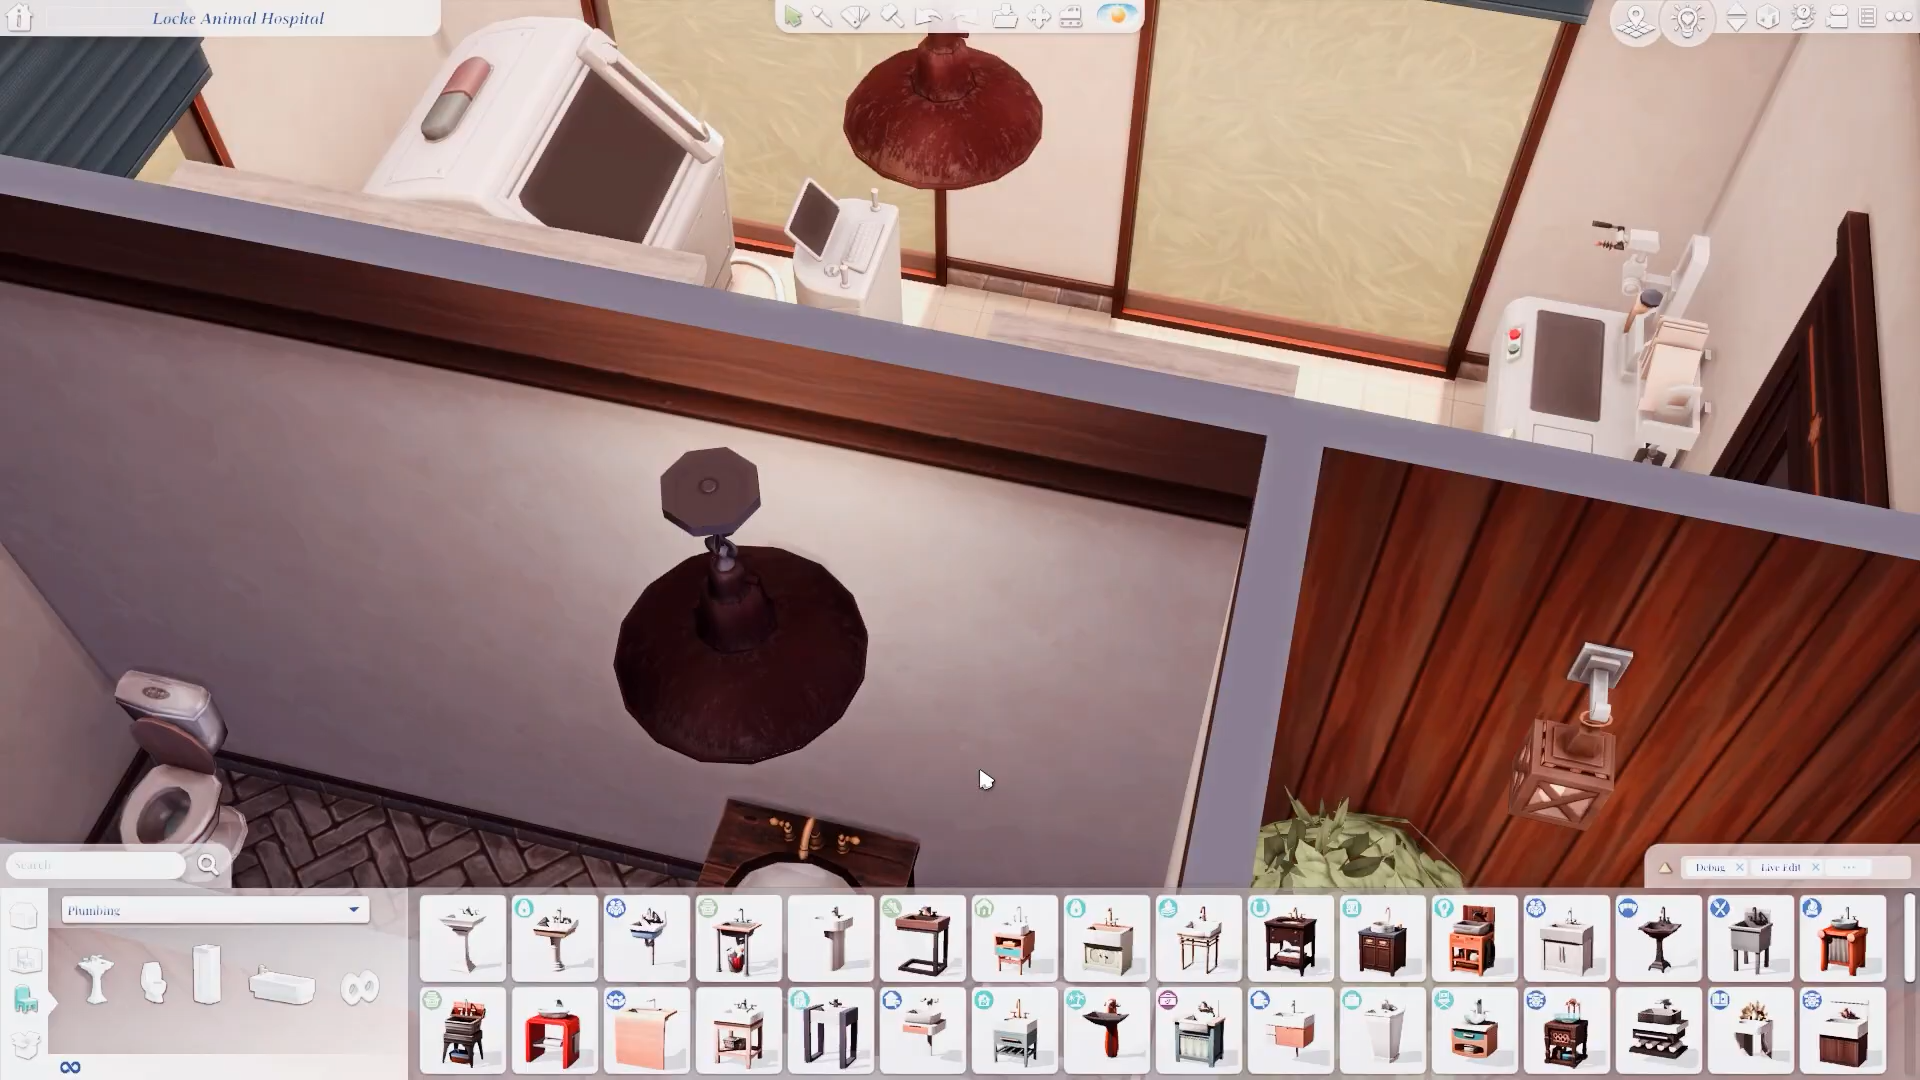 Locke Animal Hospital
Search
Debug
Live Edit
Plumbing